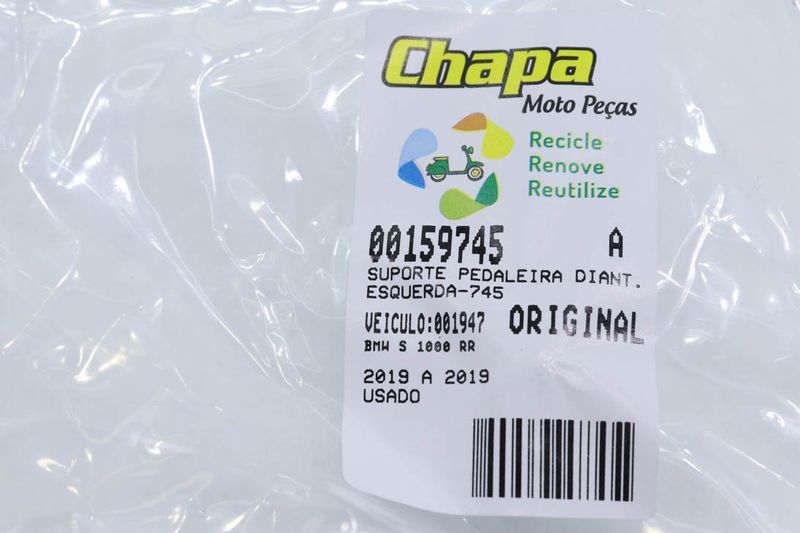 Chapa
Moto Peças
Recicle
Renove
Reutilize
00159745 A
SUPORTE PEDALEIRA DIANT.
ESQUERDA-745
VEICULO:001947 ORIGINAL
BMW S 1000 RR
2019 A 2019
USADO